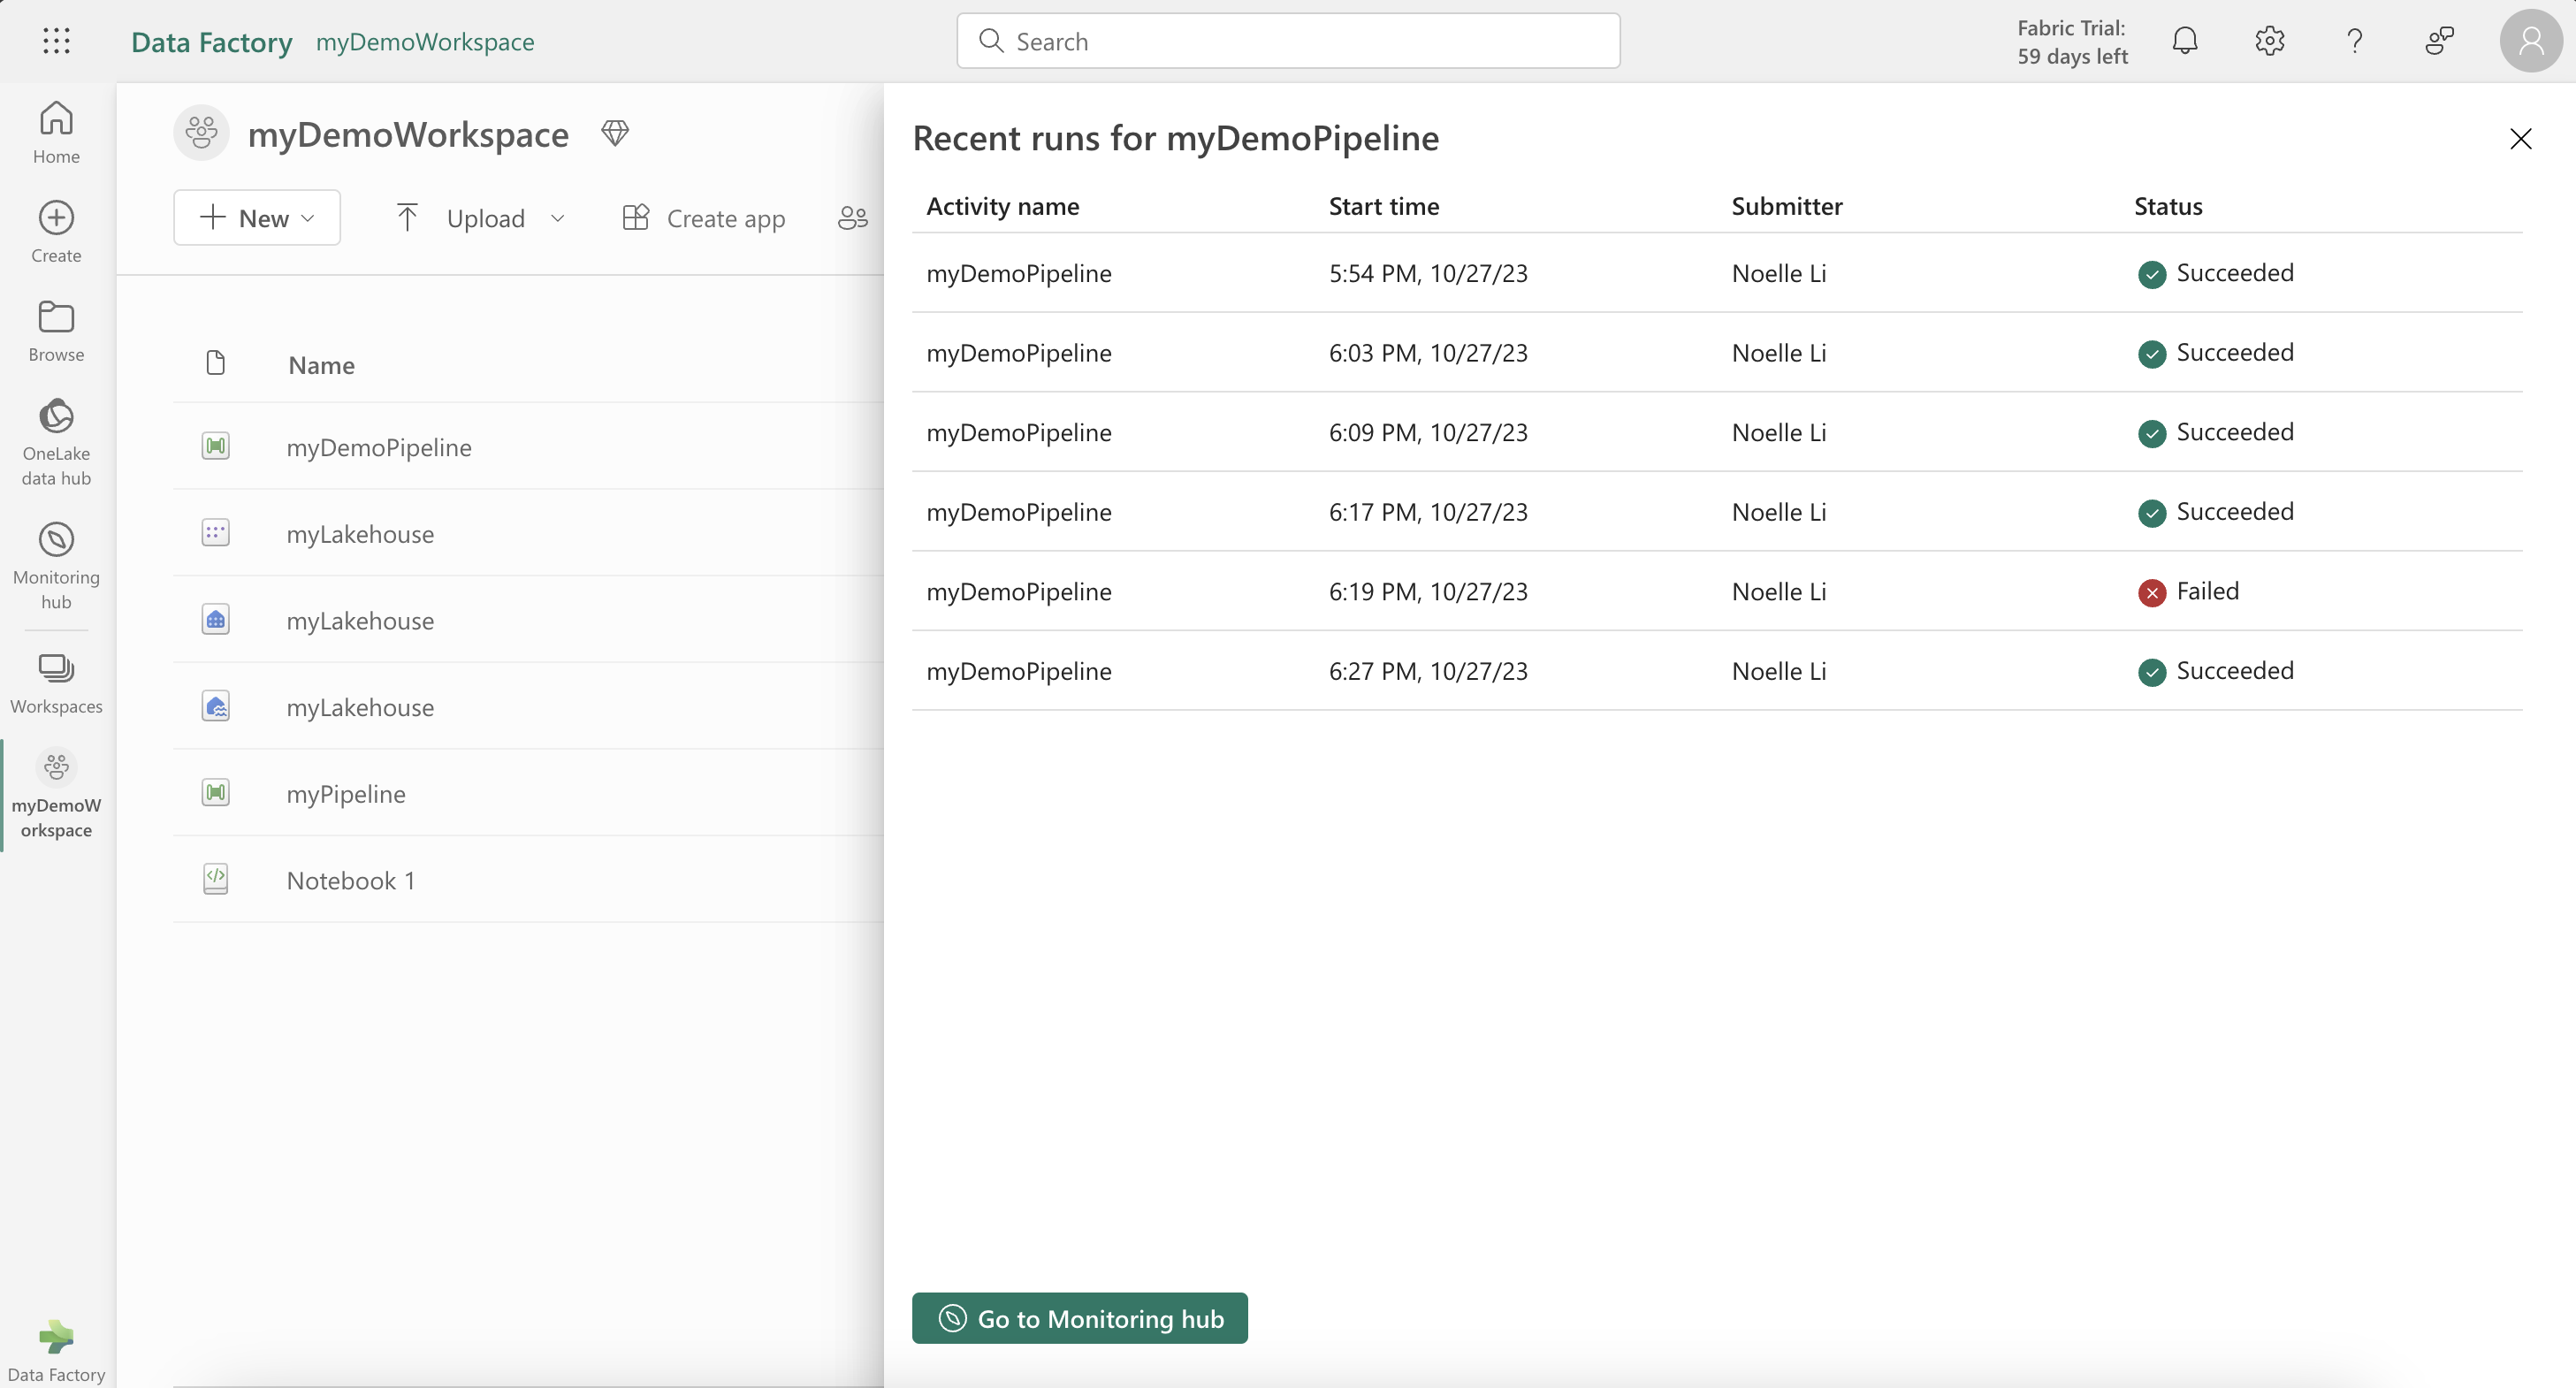 Data Factory myDemoWorkspace
Search
Fabric Trial:
59 days left
Home
Create
Browse
OneLake
data hub
Monitoring
hub
Workspaces
myDemoW
orkspace
Data Factory
myDemoWorkspace
New
Upload
Create app
Name
myDemoPipeline
myLakehouse
myLakehouse
myLakehouse
myPipeline
Notebook 1
Recent runs for myDemoPipeline
Activity name Start time Submitter Status
myDemoPipeline 5:54 PM, 10/27/23 Noelle Li Succeeded
myDemoPipeline 6:03 PM, 10/27/23 Noelle Li Succeeded
myDemoPipeline 6:09 PM, 10/27/23 Noelle Li Succeeded
myDemoPipeline 6:17 PM, 10/27/23 Noelle Li Succeeded
myDemoPipeline 6:19 PM, 10/27/23 Noelle Li Failed
myDemoPipeline 6:27 PM, 10/27/23 Noelle Li Succeeded
Go to Monitoring hub